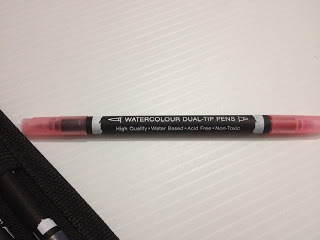 WATERCOLOUR DUAL-TIP PENS
High Quality • Water Based • Acid Free • Non-Toxic